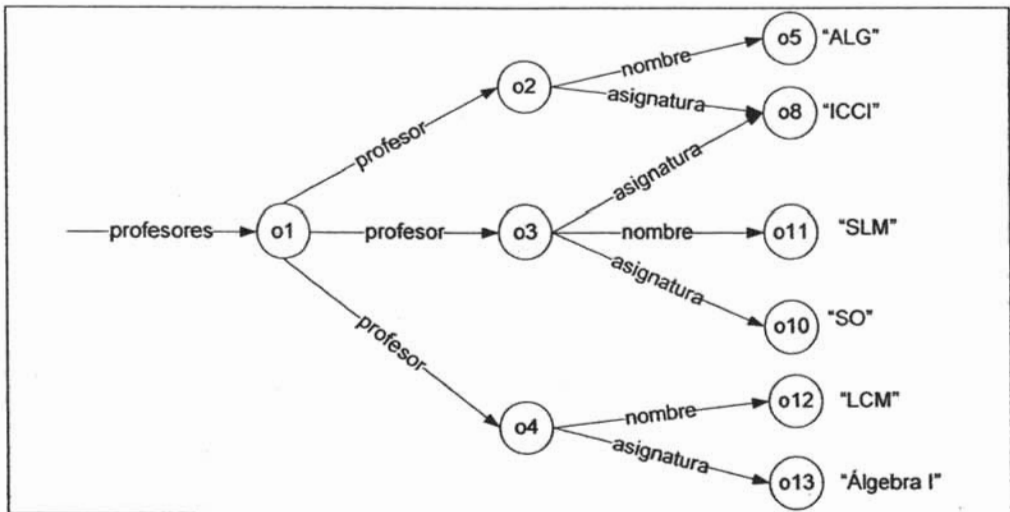 o5 "ALG"
nombre
o2
asignatura
o8 "ICCI"
profesor
asignatura
profesores
o1
profesor
o3
nombre
o11 "SLM"
asignatura
o10 "SO"
profesor
o4
nombre
o12 "LCM"
asignatura
o13 "Álgebra I"